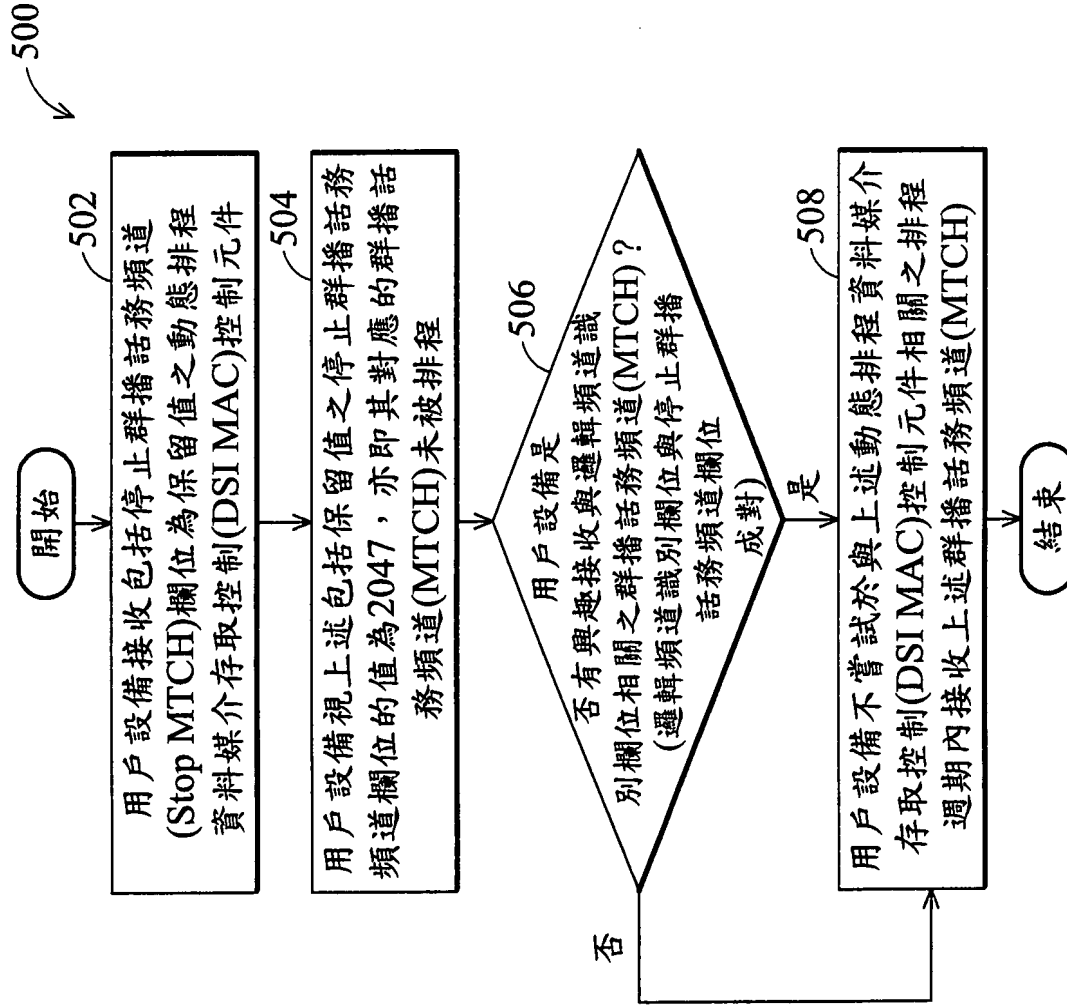 500
開始
502
用戶設備接收包括停止群播話務頻道
(Stop MTCH)欄位為保留值之動態排程
資料媒介存取控制(DSI MAC)控制元件
504
用戶設備視上述包括保留值之停止群播話務
頻道欄位的值為2047，亦即其對應的群播話
務頻道(MTCH)未被排程
506
用戶設備是
否有興趣接收與邏輯頻道識
別欄位相關之群播話務頻道(MTCH)?
(邏輯頻道識別欄位與停止群播
話務頻道欄位
成對)
否
是
508
用戶設備不嘗試於與上述動態排程資料媒介
存取控制(DSI MAC)控制元件相關之排程
週期內接收上述群播話務頻道(MTCH)
結束